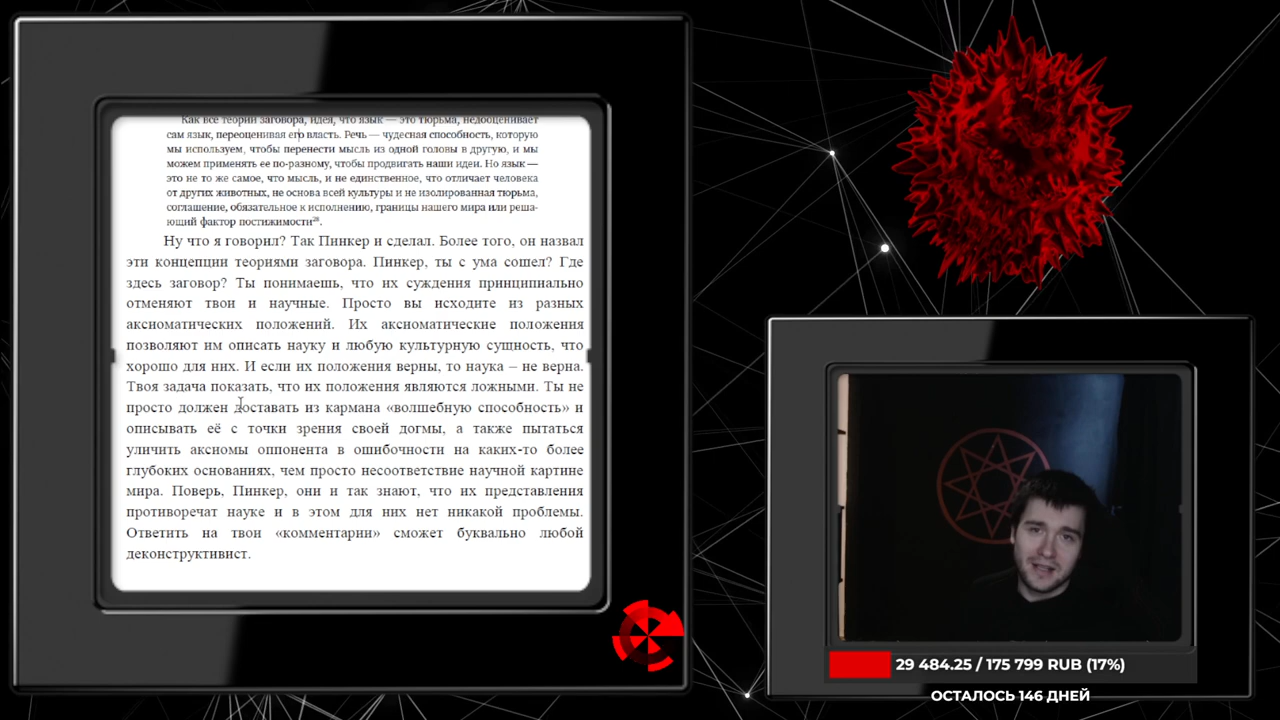 Как все теории заговора, идея, что язык — это тюрьма, недооценивает
сам язык, переоценивая его власть. Речь — чудесная способность, которую
мы используем, чтобы перенести мысль из одной головы в другую, и мы
можем применять ее по-разному, чтобы продвигать наши идеи. Но язык —
это не то же самое, что мысль, и не единственное, что отличает человека
от других животных, не основа всей культуры и не изолированная тюрьма,
соглашение, обязательное к исполнению, границы нашего мира или реша-
ющий фактор постижимости²⁸.
Ну что я говорил? Так Пинкер и сделал. Более того, он назвал
эти концепции теориями заговора. Пинкер, ты с ума сошел? Где
здесь заговор? Ты понимаешь, что их суждения принципиально
отменяют твои и научные. Просто вы исходите из разных
аксиоматических положений. Их аксиоматические положения
позволяют им описать науку и любую культурную сущность, что
хорошо для них. И если их положения верны, то наука – не верна.
Твоя задача показать, что их положения являются ложными. Ты не
просто должен доставать из кармана «волшебную способность» и
описывать её с точки зрения своей догмы, а также пытаться
уличить аксиомы оппонента в ошибочности на каких-то более
глубоких основаниях, чем просто несоответствие научной картине
мира. Поверь, Пинкер, они и так знают, что их представления
противоречат науке и в этом для них нет никакой проблемы.
Ответить на твои «комментарии» сможет буквально любой
деконструктивист.
29 484.25 / 175 799 RUB (17%)
ОСТАЛОСЬ 146 ДНЕЙ